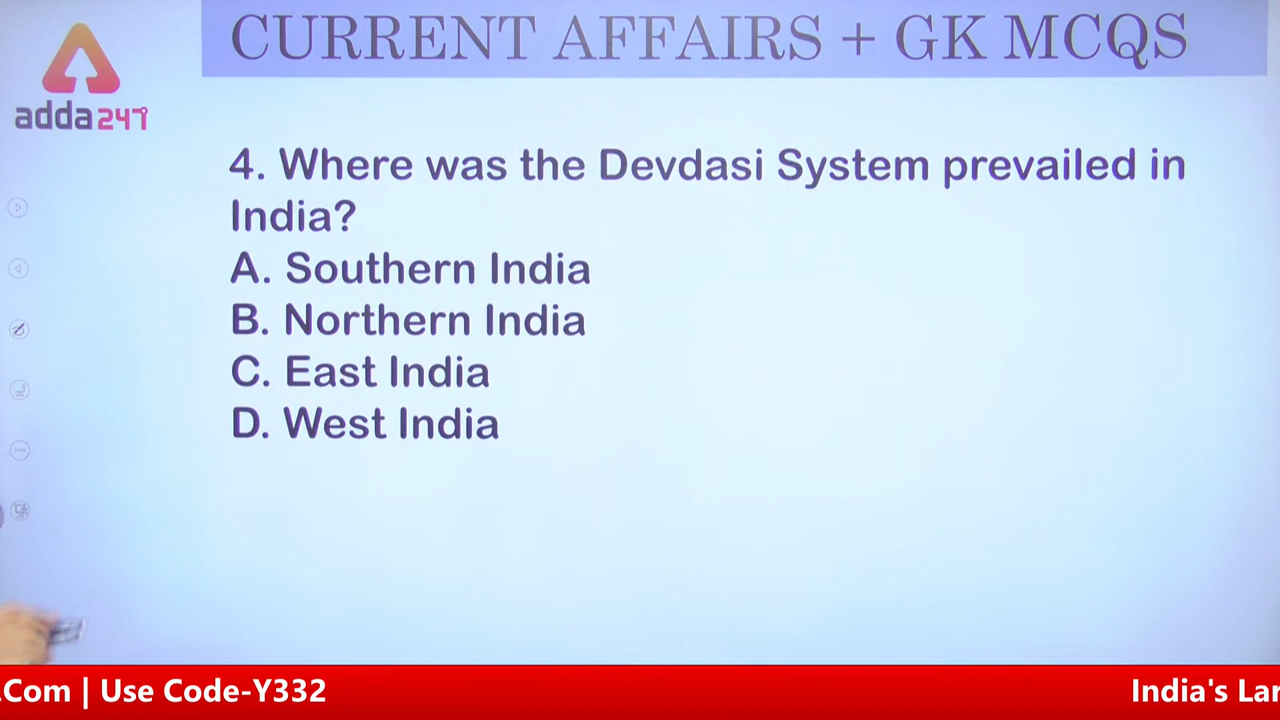 CURRENT AFFAIRS + GK MCQS
adda247
4. Where was the Devdasi System prevailed in
India?
A. Southern India
B. Northern India
C. East India
D. West India
.Com | Use Code-Y332
India's Lar